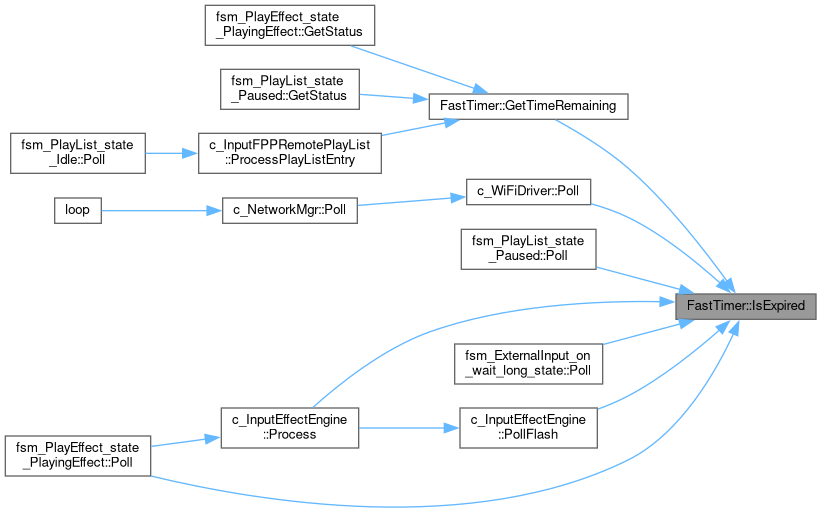 fsm_PlayEffect_state
_PlayingEffect::GetStatus
fsm_PlayList_state
_Paused::GetStatus
FastTimer::GetTimeRemaining
fsm_PlayList_state
_Idle::Poll
c_InputFPPRemotePlayList
::ProcessPlayListEntry
c_WiFiDriver::Poll
loop
c_NetworkMgr::Poll
fsm_PlayList_state
_Paused::Poll
FastTimer::IsExpired
fsm_ExternalInput_on
_wait_long_state::Poll
c_InputEffectEngine
::Process
c_InputEffectEngine
::PollFlash
fsm_PlayEffect_state
_PlayingEffect::Poll